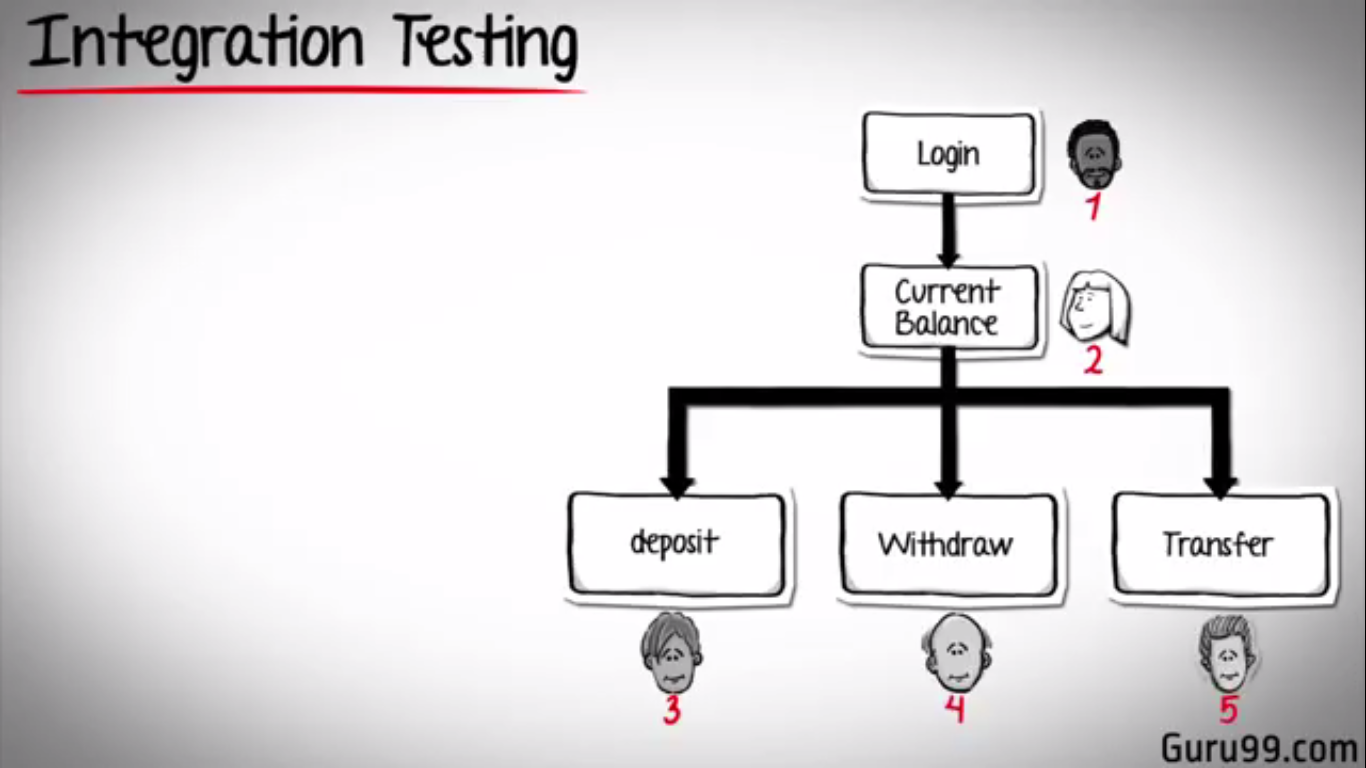 Integration Testing
Login
1
Current
Balance
2
deposit
Withdraw
Transfer
3
4
5
Guru99.com